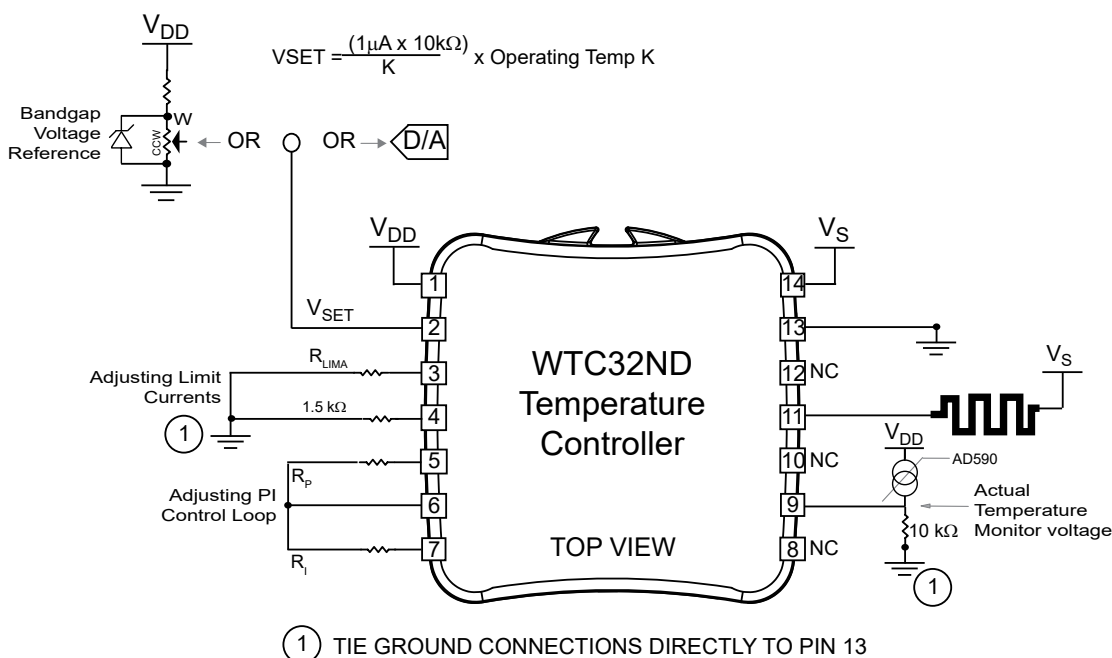 VDD
VSET = (1μA x 10kΩ) / K x Operating Temp K
Bandgap
Voltage
Reference
W
CCW
OR
OR
D/A
VDD
VS
1
14
VSET
2
13
RLIMA
3
12
NC
Adjusting Limit
Currents
1.5 kΩ
4
11
VS
1
WTC32ND
Temperature
Controller
RP
5
10
NC
VDD
AD590
Adjusting PI
Control Loop
6
9
Actual
Temperature
Monitor voltage
10 kΩ
RI
7
TOP VIEW
8
NC
1
1 TIE GROUND CONNECTIONS DIRECTLY TO PIN 13